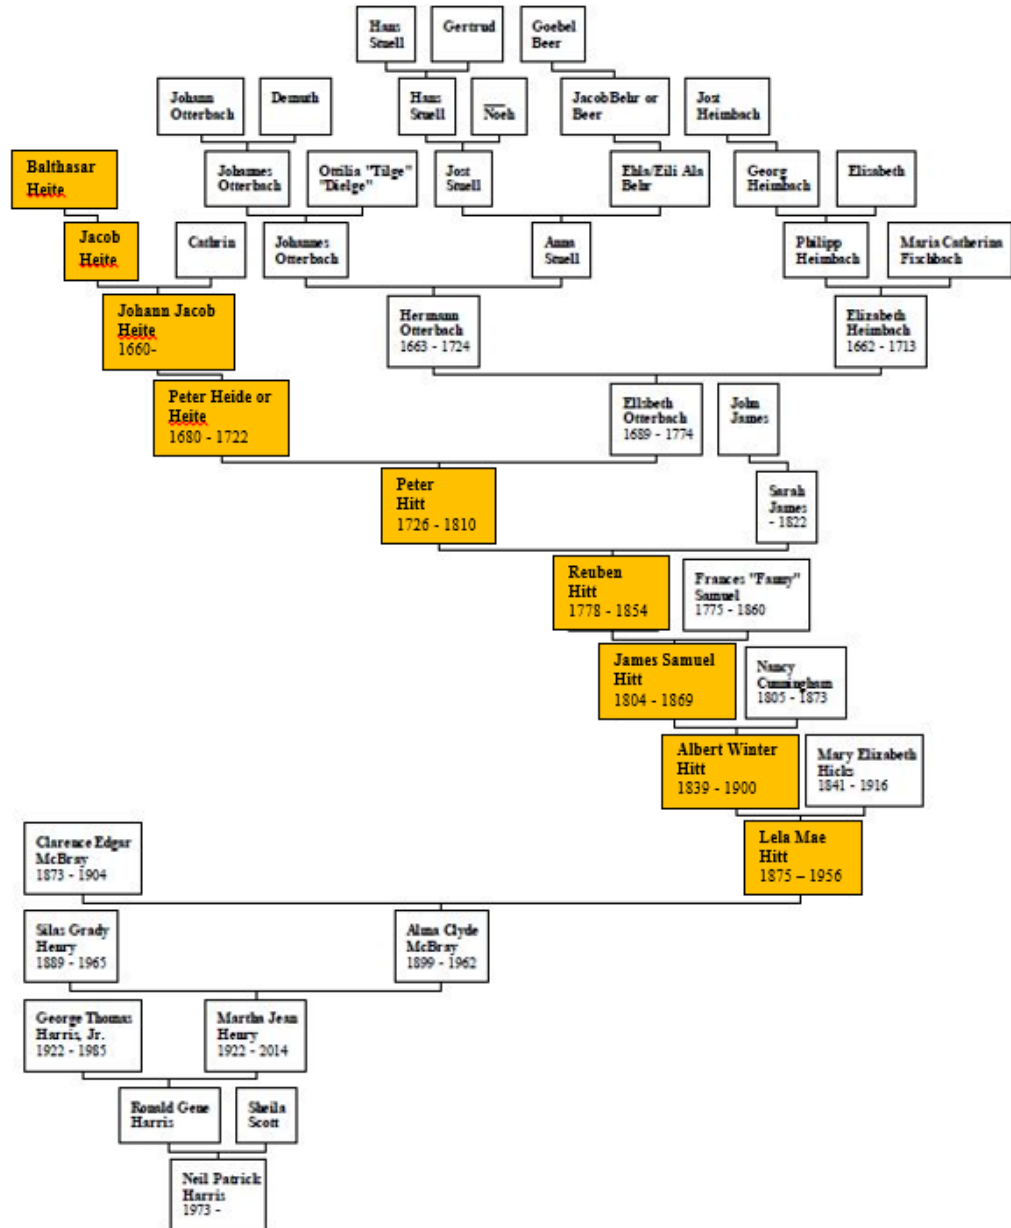 Hans
Stuell
Gertrud
Goebel
Beer
Johann
Otterbach
Demuth
Hans
Stuell
Noeh
Jacob Behr or
Beer
Jost
Heimbach
Balthasar
Heite
Johannes
Otterbach
Ottilia "Tilge"
"Dielge"
Jost
Stuell
Ehla/Eili Ala
Behr
Georg
Heimbach
Elisabeth
Jacob
Heite
Cathrin
Johannes
Otterbach
Anna
Stuell
Philipp
Heimbach
Maria Catherina
Fischbach
Johann Jacob
Heite
1660-
Hermann
Otterbach
1663 - 1724
Elizabeth
Heimbach
1662 - 1713
Peter Heide or
Heite
1680 - 1722
Elisbeth
Otterbach
1689 - 1774
John
James
Peter
Hitt
1726 - 1810
Sarah
James
- 1822
Reuben
Hitt
1778 - 1854
Frances "Fanny"
Samuel
1775 - 1860
James Samuel
Hitt
1804 - 1869
Nancy
Cunningham
1805 - 1873
Albert Winter
Hitt
1839 - 1900
Mary Elizabeth
Hicks
1841 - 1916
Clarence Edgar
McBray
1873 - 1904
Lela Mae
Hitt
1875 – 1956
Silas Grady
Henry
1889 - 1965
Alma Clyde
McBray
1899 - 1962
George Thomas
Harris, Jr.
1922 - 1985
Martha Jean
Henry
1922 - 2014
Ronald Gene
Harris
Sheila
Scott
Neil Patrick
Harris
1973 -